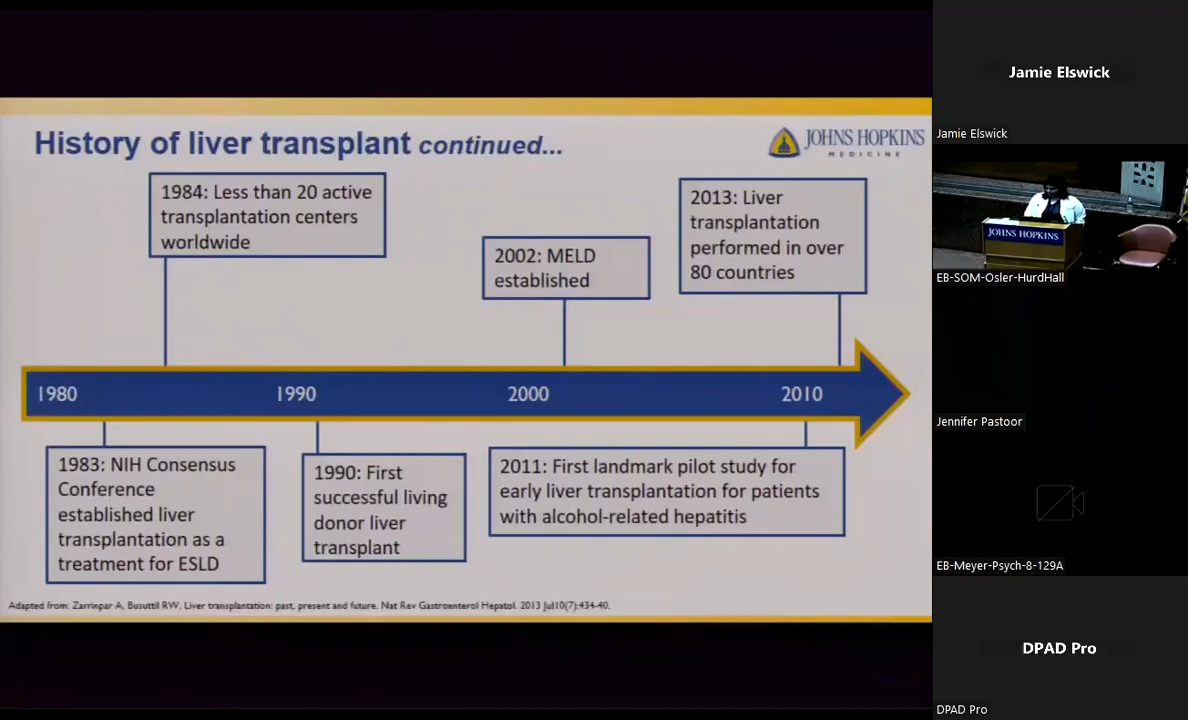 History of liver transplant continued...
JOHNS HOPKINS
MEDICINE
1984: Less than 20 active
transplantation centers
worldwide
2002: MELD
established
2013: Liver
transplantation
performed in over
80 countries
1980
1990
2000
2010
1983: NIH Consensus
Conference
established liver
transplantation as a
treatment for ESLD
1990: First
successful living
donor liver
transplant
2011: First landmark pilot study for
early liver transplantation for patients
with alcohol-related hepatitis
Adapted from: Zarrinpar A, Busuttil RW. Liver transplantation: past, present and future. Nat Rev Gastroenterol Hepatol. 2013 Jul10(7):434-40.
Jamie Elswick
Jamie Elswick
JOHNS HOPKINS
EB-SOM-Osler-HurdHall
Jennifer Pastoor
EB-Meyer-Psych-8-129A
DPAD Pro
DPAD Pro